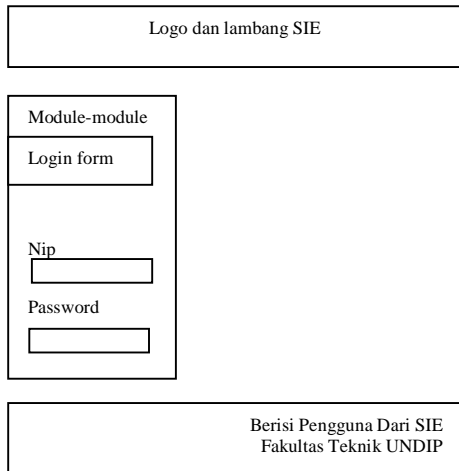 Logo dan lambang SIE
Module-module
Login form
Nip
Password
Berisi Pengguna Dari SIE
Fakultas Teknik UNDIP